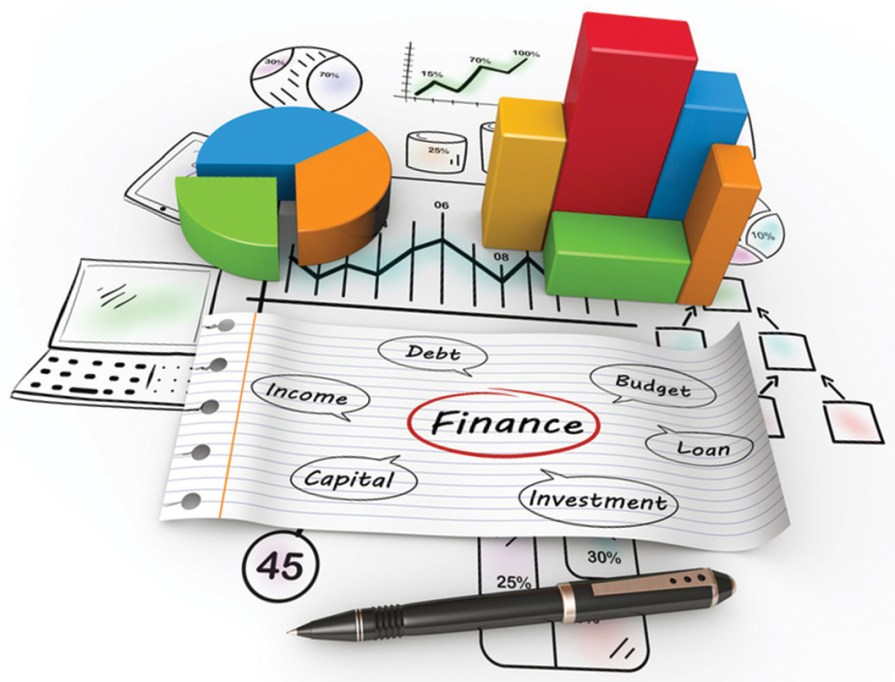 30%
70%
15%
70%
100%
25%
06
10%
08
Debt
Income
Budget
Finance
Loan
Capital
Investment
45
25%
30%